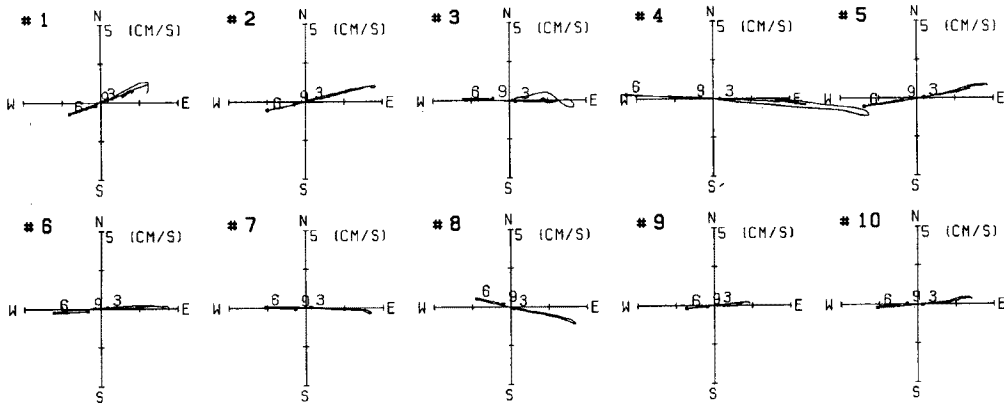 # 1 N 5 (CM/S) W 6 9 3 E S
# 2 N 5 (CM/S) W 6 9 3 E S
# 3 N 5 (CM/S) W 6 9 3 E S
# 4 N 5 (CM/S) W 6 9 3 E S
# 5 N 5 (CM/S) W 6 9 3 E S
# 6 N 5 (CM/S) W 6 9 3 E S
# 7 N 5 (CM/S) W 6 9 3 E S
# 8 N 5 (CM/S) W 6 9 3 E S
# 9 N 5 (CM/S) W 6 9 3 E S
# 10 N 5 (CM/S) W 6 9 3 E S